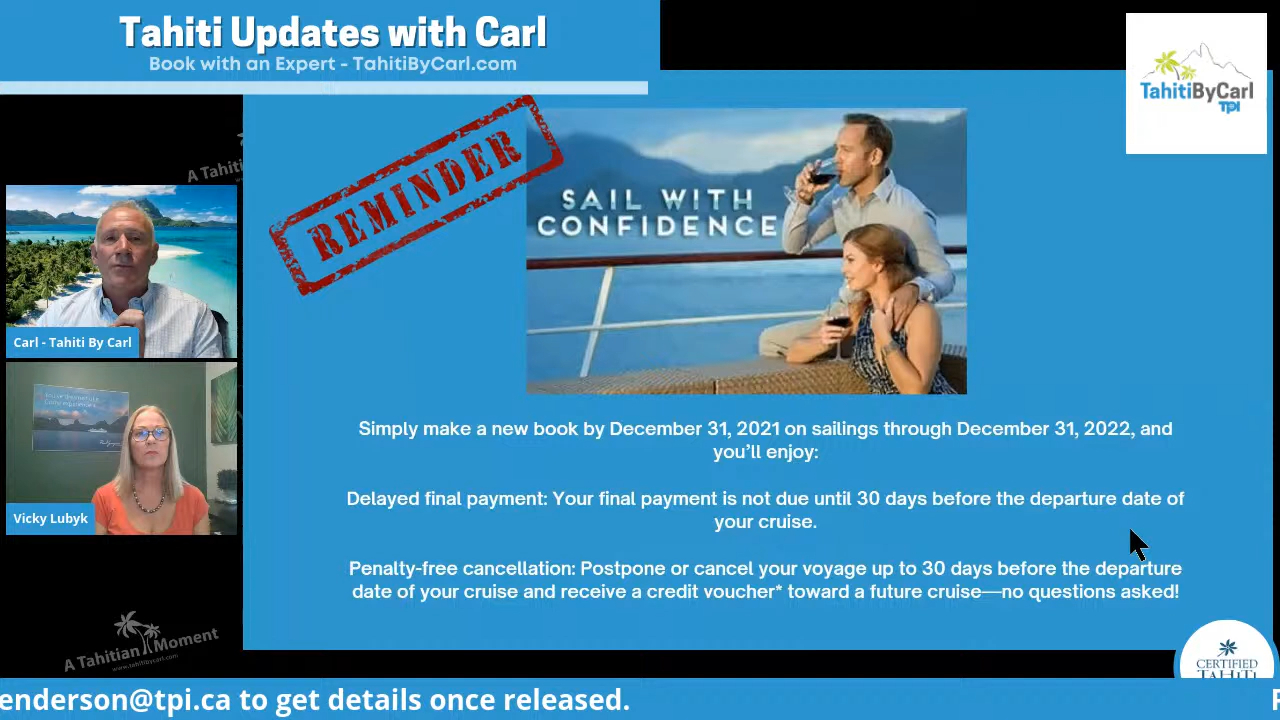 Tahiti Updates with Carl
Book with an Expert - TahitiByCarl.com
TahitiByCarl
TPI
A Tahiti
REMINDER
SAIL WITH
CONFIDENCE
Carl - Tahiti By Carl
Vicky Lubyk
Simply make a new book by December 31, 2021 on sailings through December 31, 2022, and
you’ll enjoy:
Delayed final payment: Your final payment is not due until 30 days before the departure date of
your cruise.
Penalty-free cancellation: Postpone or cancel your voyage up to 30 days before the departure
date of your cruise and receive a credit voucher* toward a future cruise—no questions asked!
A Tahitian Moment
www.tahitibycarl.com
CERTIFIED
TAHITI
enderson@tpi.ca to get details once released.